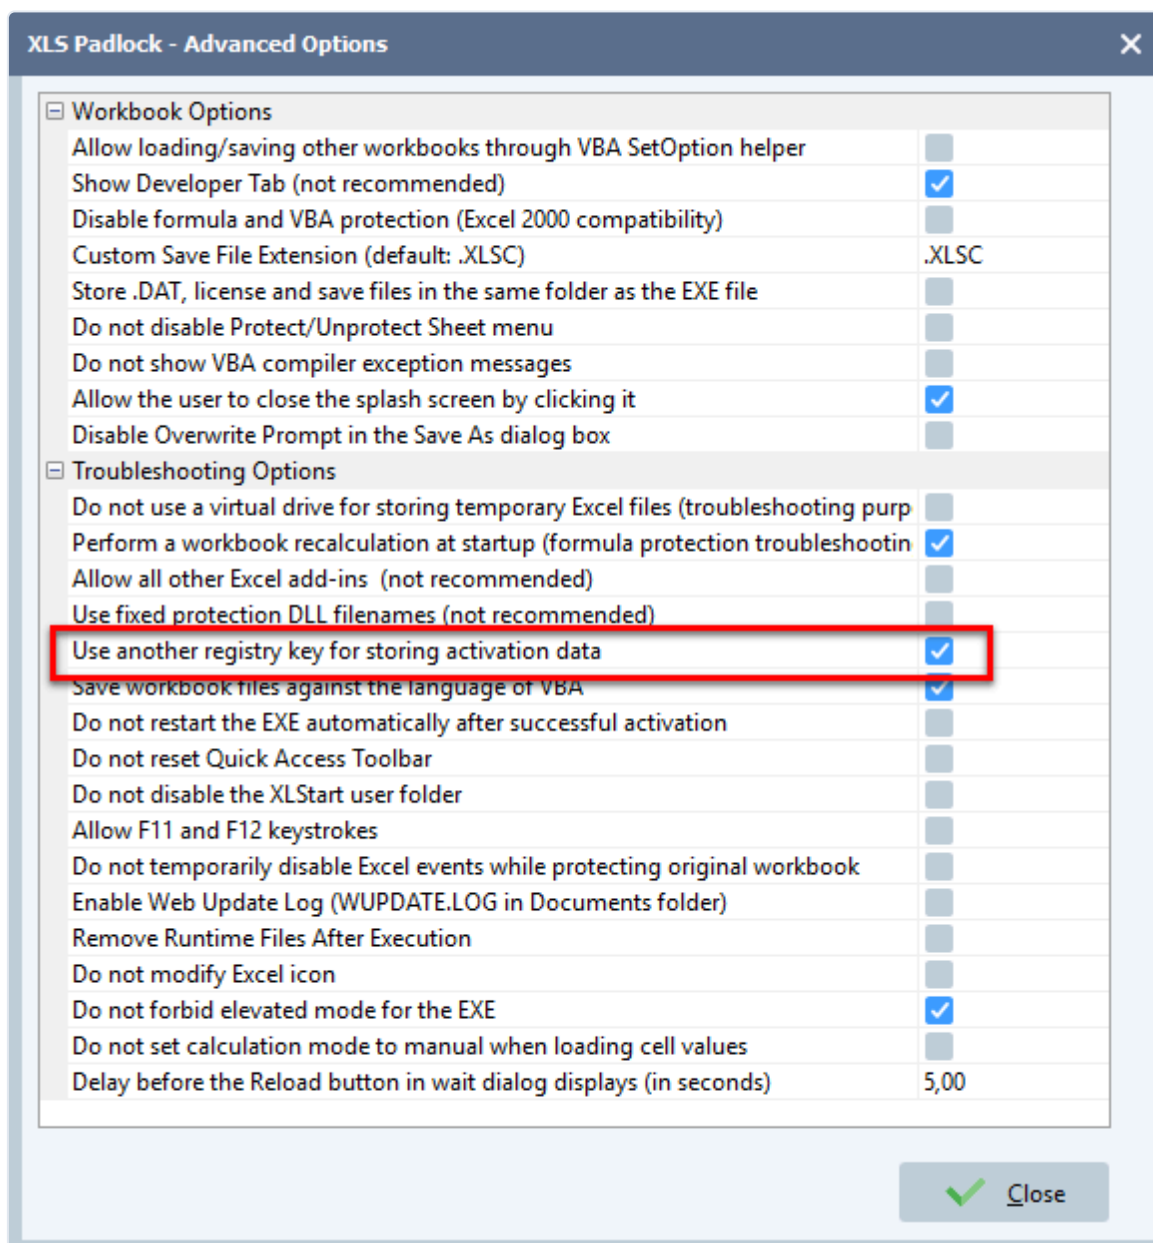 XLS Padlock - Advanced Options
Workbook Options
Allow loading/saving other workbooks through VBA SetOption helper
Show Developer Tab (not recommended)
Disable formula and VBA protection (Excel 2000 compatibility)
Custom Save File Extension (default: .XLSC) .XLSC
Store .DAT, license and save files in the same folder as the EXE file
Do not disable Protect/Unprotect Sheet menu
Do not show VBA compiler exception messages
Allow the user to close the splash screen by clicking it
Disable Overwrite Prompt in the Save As dialog box
Troubleshooting Options
Do not use a virtual drive for storing temporary Excel files (troubleshooting purp
Perform a workbook recalculation at startup (formula protection troubleshootin
Allow all other Excel add-ins (not recommended)
Use fixed protection DLL filenames (not recommended)
Use another registry key for storing activation data
Save workbook files against the language of VBA
Do not restart the EXE automatically after successful activation
Do not reset Quick Access Toolbar
Do not disable the XLStart user folder
Allow F11 and F12 keystrokes
Do not temporarily disable Excel events while protecting original workbook
Enable Web Update Log (WUPDATE.LOG in Documents folder)
Remove Runtime Files After Execution
Do not modify Excel icon
Do not forbid elevated mode for the EXE
Do not set calculation mode to manual when loading cell values
Delay before the Reload button in wait dialog displays (in seconds) 5,00
Close